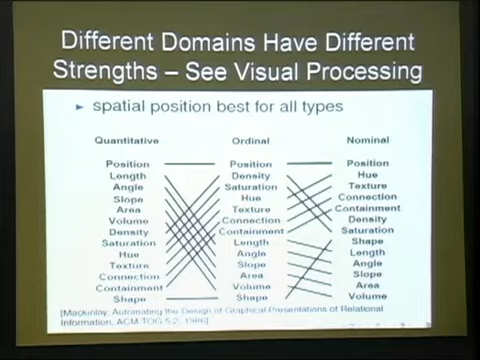 Different Domains Have Different
Strengths – See Visual Processing
► spatial position best for all types
Quantitative Ordinal Nominal
Position Position Position
Length Density Hue
Angle Saturation Texture
Slope Hue Connection
Area Texture Containment
Volume Connection Density
Density Containment Saturation
Saturation Length Shape
Hue Angle Length
Texture Slope Angle
Connection Area Slope
Containment Volume Area
Shape Shape Volume
[Mackinlay, Automating the Design of Graphical Presentations of Relational
Information, ACM TOG 5:2, 1986]